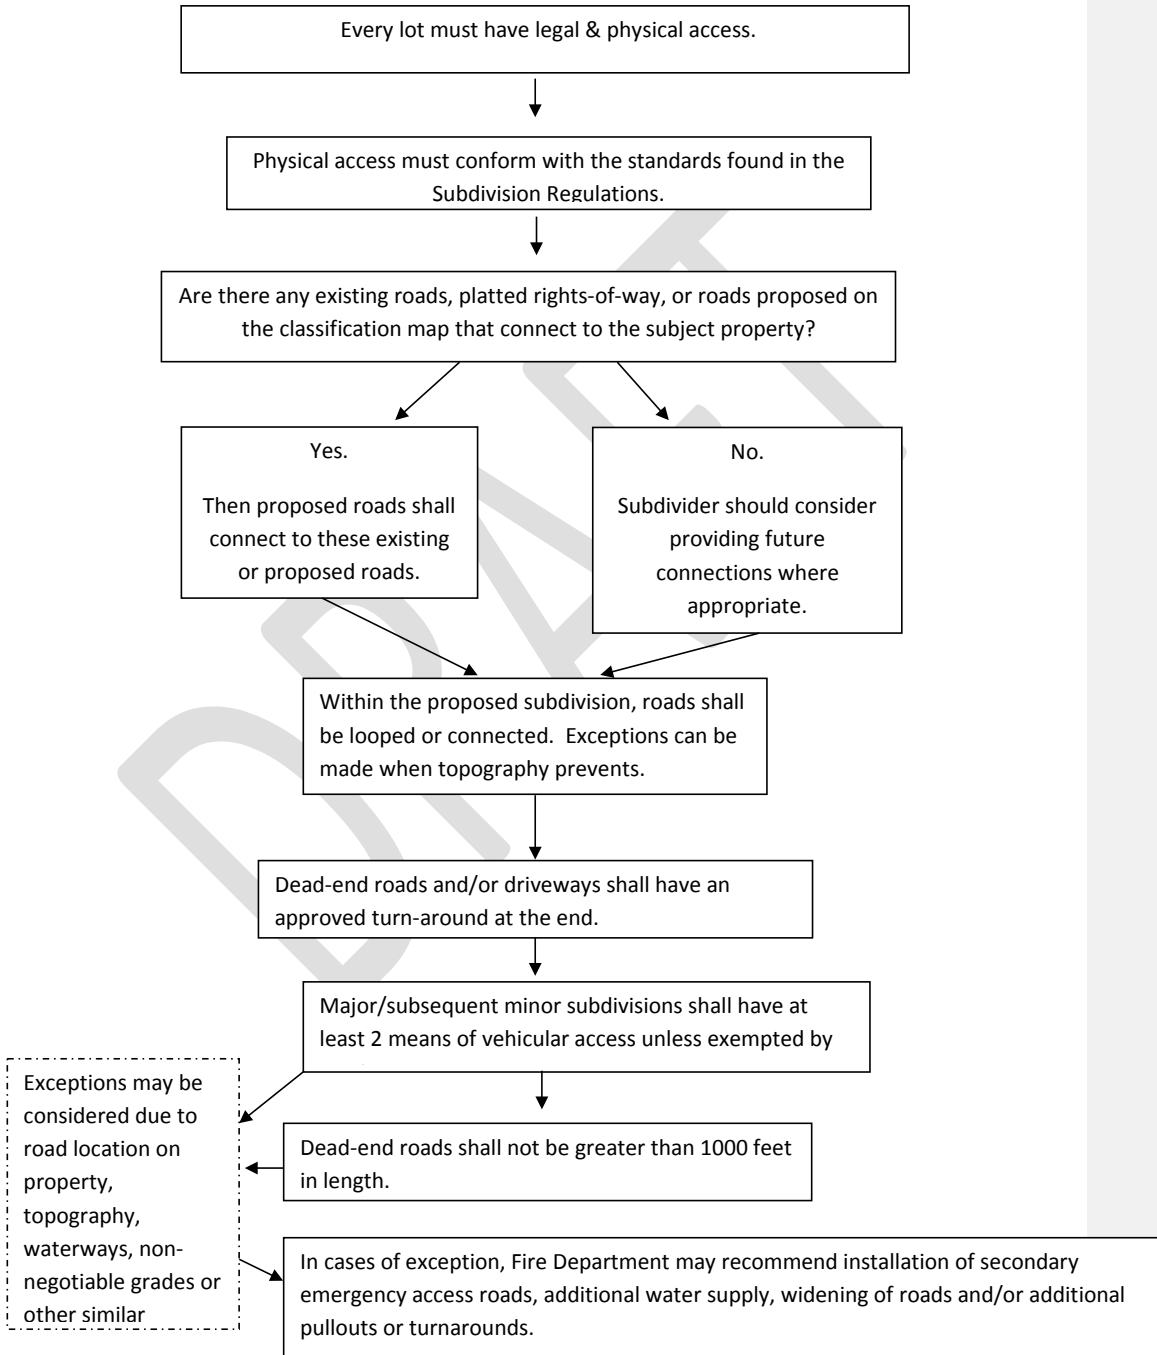 Every lot must have legal & physical access.
Physical access must conform with the standards found in the
Subdivision Regulations.
Are there any existing roads, platted rights-of-way, or roads proposed on
the classification map that connect to the subject property?
Yes.
Then proposed roads shall
connect to these existing
or proposed roads.
No.
Subdivider should consider
providing future
connections where
appropriate.
Within the proposed subdivision, roads shall
be looped or connected.  Exceptions can be
made when topography prevents.
Dead-end roads and/or driveways shall have an
approved turn-around at the end.
Major/subsequent minor subdivisions shall have at
least 2 means of vehicular access unless exempted by
Exceptions may be
considered due to
road location on
property,
topography,
waterways, non-
negotiable grades or
other similar
Dead-end roads shall not be greater than 1000 feet
in length.
In cases of exception, Fire Department may recommend installation of secondary
emergency access roads, additional water supply, widening of roads and/or additional
pullouts or turnarounds.
DRAFT